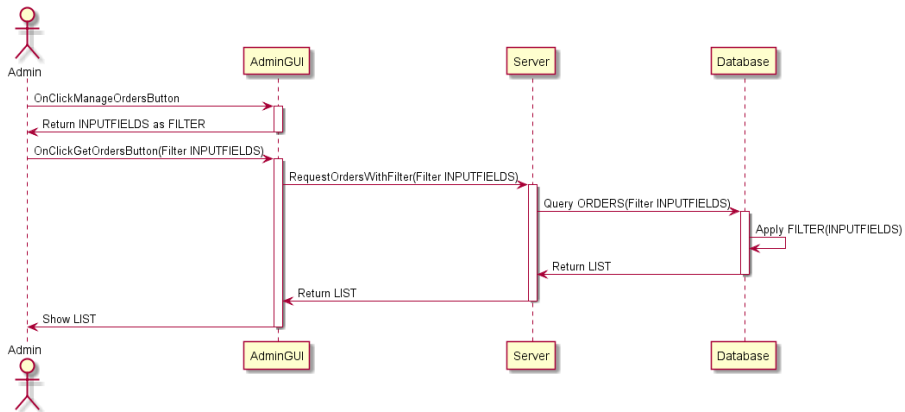 Admin
AdminGUI
Server
Database
OnClickManageOrdersButton
Return INPUTFIELDS as FILTER
OnClickGetOrdersButton(Filter INPUTFIELDS)
RequestOrdersWithFilter(Filter INPUTFIELDS)
Query ORDERS(Filter INPUTFIELDS)
Apply FILTER(INPUTFIELDS)
Return LIST
Return LIST
Show LIST
Admin
AdminGUI
Server
Database